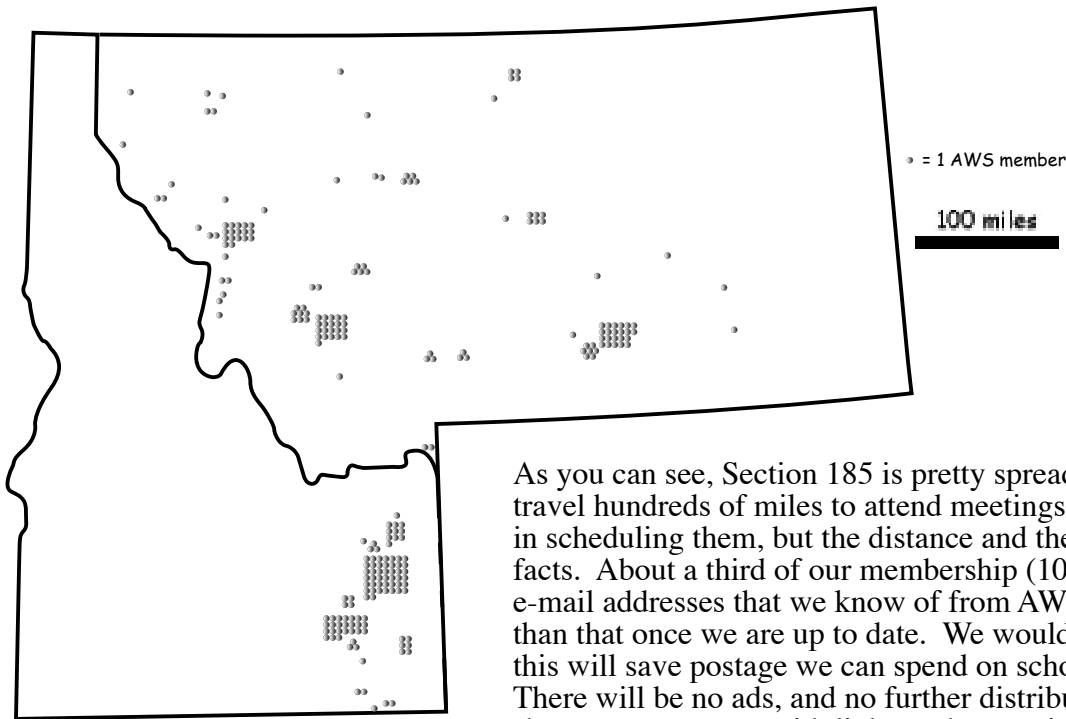 = 1 AWS member
100 miles
As you can see, Section 185 is pretty spread
travel hundreds of miles to attend meetings
in scheduling them, but the distance and the
facts.  About a third of our membership (10
e-mail addresses that we know of from AW
than that once we are up to date.  We would
this will save postage we can spend on scho
There will be no ads, and no further distribu